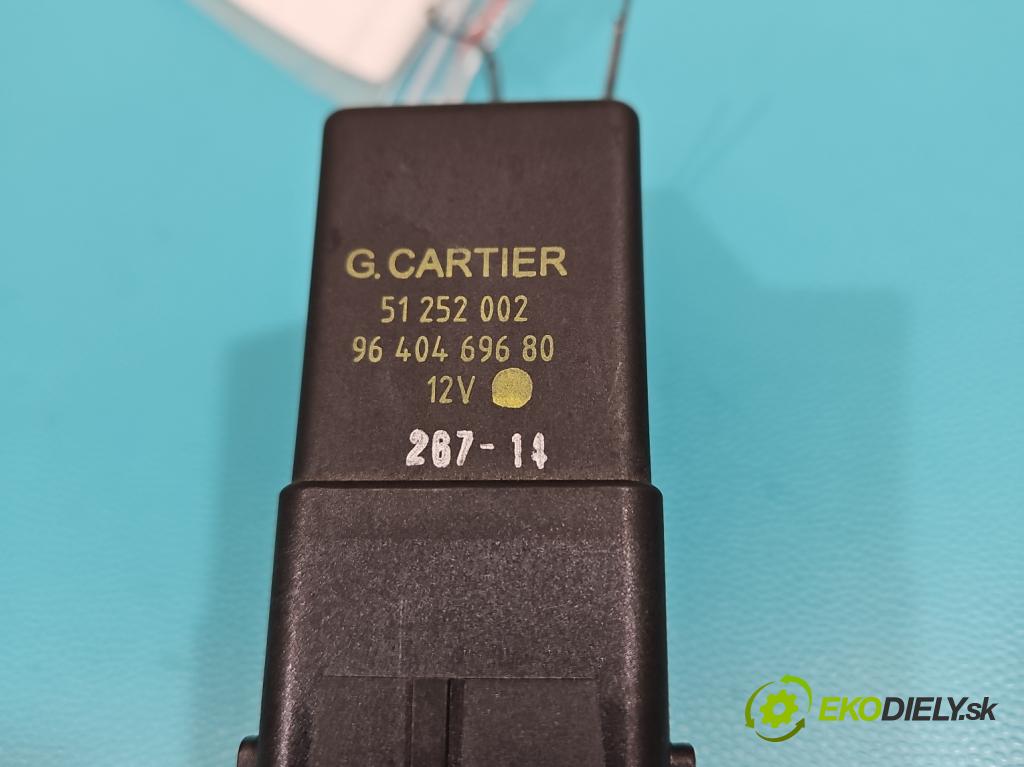 G. CARTIER
51 252 002
96 404 696 80
12V
267-14
EKODIELY.sk